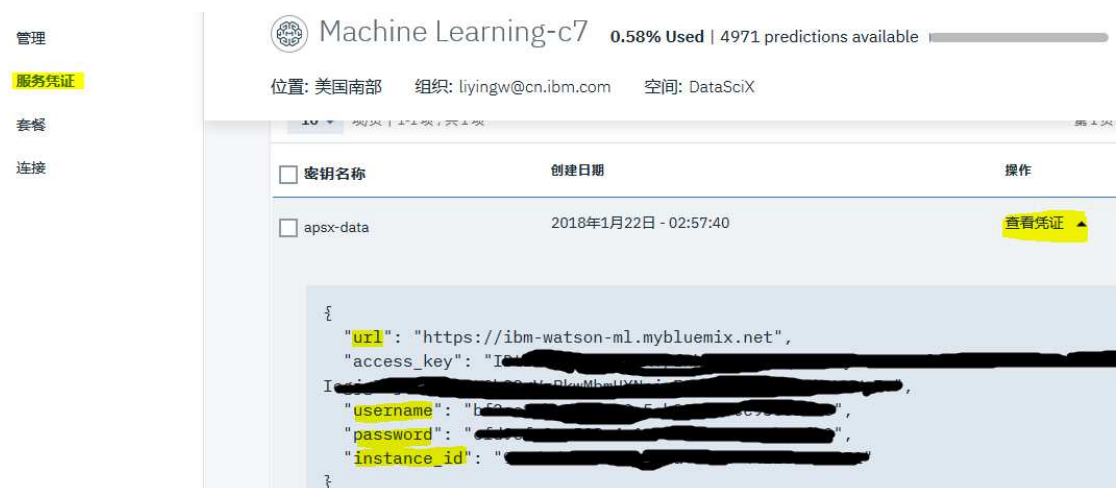 管理
服务凭证
套餐
连接
Machine Learning-c7 0.58% Used | 4971 predictions available
位置: 美国南部 组织: liyingw@cn.ibm.com 空间: DataSciX
密钥名称 创建日期 操作
apsx-data 2018年1月22日 - 02:57:40 查看凭证
{
"url": "https://ibm-watson-ml.mybluemix.net",
"access_key": "
",
"username": " ",
"password": " ",
"instance_id": " "
}